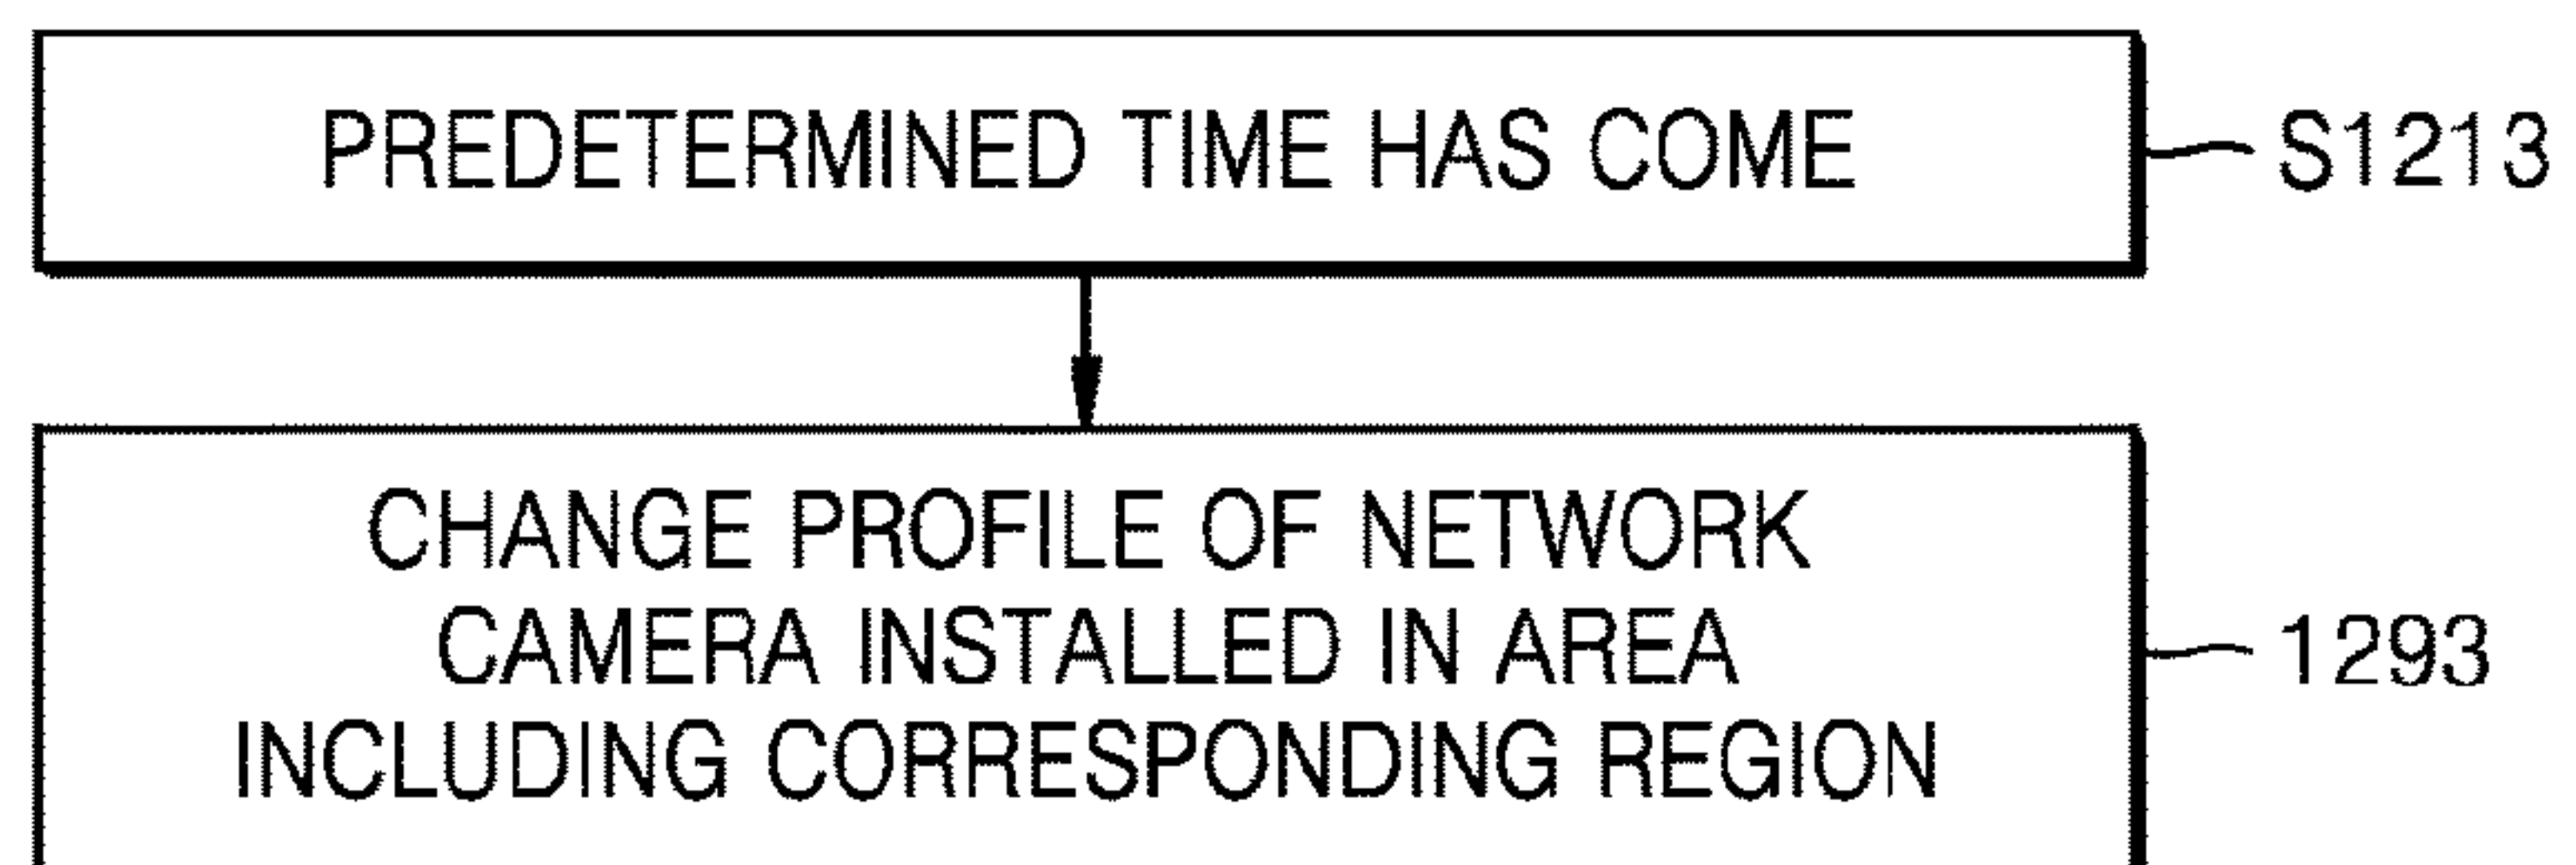 PREDETERMINED TIME HAS COME
S1213
CHANGE PROFILE OF NETWORK
CAMERA INSTALLED IN AREA
INCLUDING CORRESPONDING REGION
1293